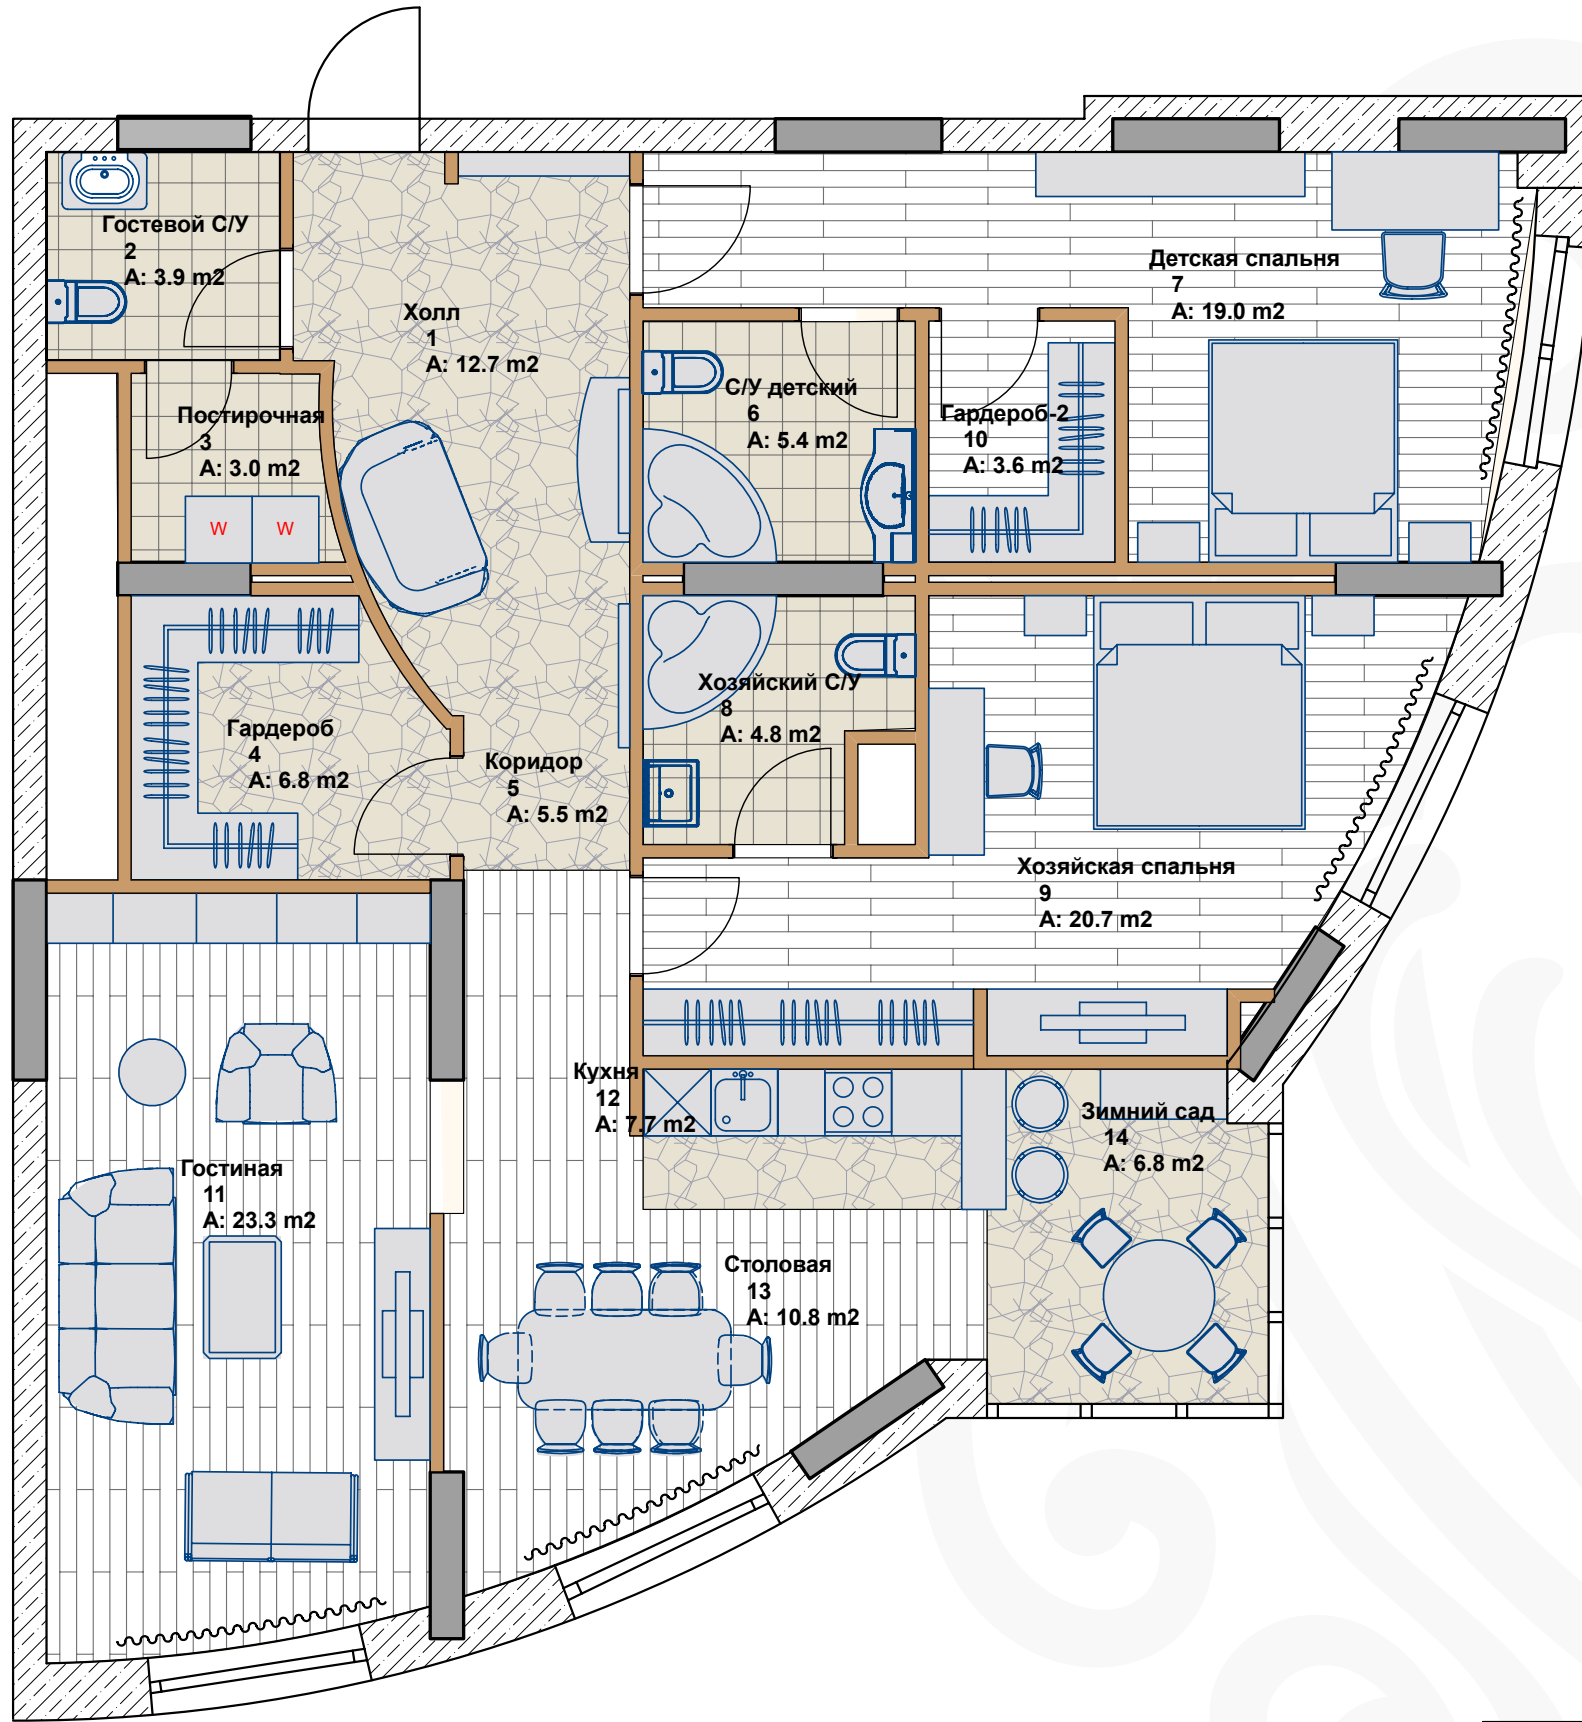 Гостевой С/У
2
A: 3.9 m2
Детская спальня
7
A: 19.0 m2
Холл
1
A: 12.7 m2
С/У детский
6
A: 5.4 m2
Гардероб-2
10
A: 3.6 m2
Постирочная
3
A: 3.0 m2
W
W
Хозяйский С/У
8
A: 4.8 m2
Гардероб
4
A: 6.8 m2
Коридор
5
A: 5.5 m2
Хозяйская спальня
9
A: 20.7 m2
Кухня
12
A: 7.7 m2
Зимний сад
14
A: 6.8 m2
Гостиная
11
A: 23.3 m2
Столовая
13
A: 10.8 m2